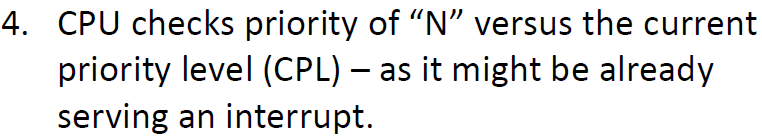 4. CPU checks priority of “N” versus the current
priority level (CPL) – as it might be already
serving an interrupt.